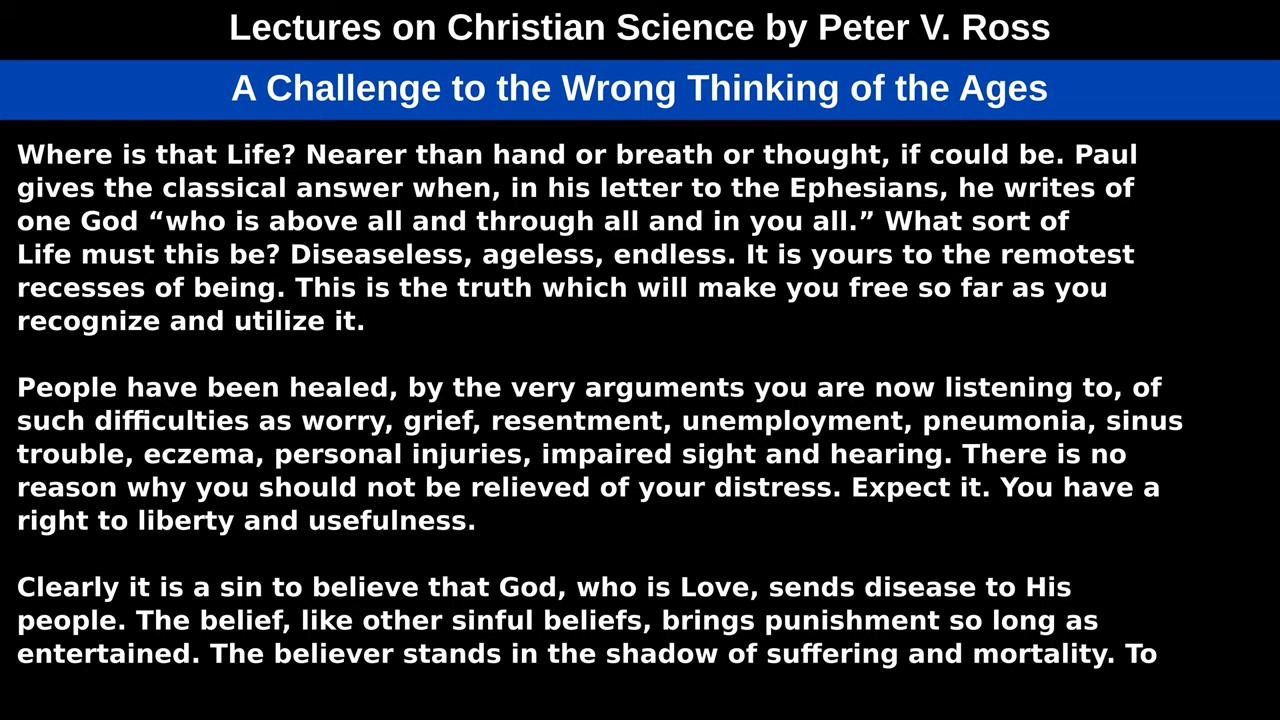 Lectures on Christian Science by Peter V. Ross
A Challenge to the Wrong Thinking of the Ages
Where is that Life? Nearer than hand or breath or thought, if could be. Paul
gives the classical answer when, in his letter to the Ephesians, he writes of
one God “who is above all and through all and in you all.” What sort of
Life must this be? Diseaseless, ageless, endless. It is yours to the remotest
recesses of being. This is the truth which will make you free so far as you
recognize and utilize it.
People have been healed, by the very arguments you are now listening to, of
such difficulties as worry, grief, resentment, unemployment, pneumonia, sinus
trouble, eczema, personal injuries, impaired sight and hearing. There is no
reason why you should not be relieved of your distress. Expect it. You have a
right to liberty and usefulness.
Clearly it is a sin to believe that God, who is Love, sends disease to His
people. The belief, like other sinful beliefs, brings punishment so long as
entertained. The believer stands in the shadow of suffering and mortality. To